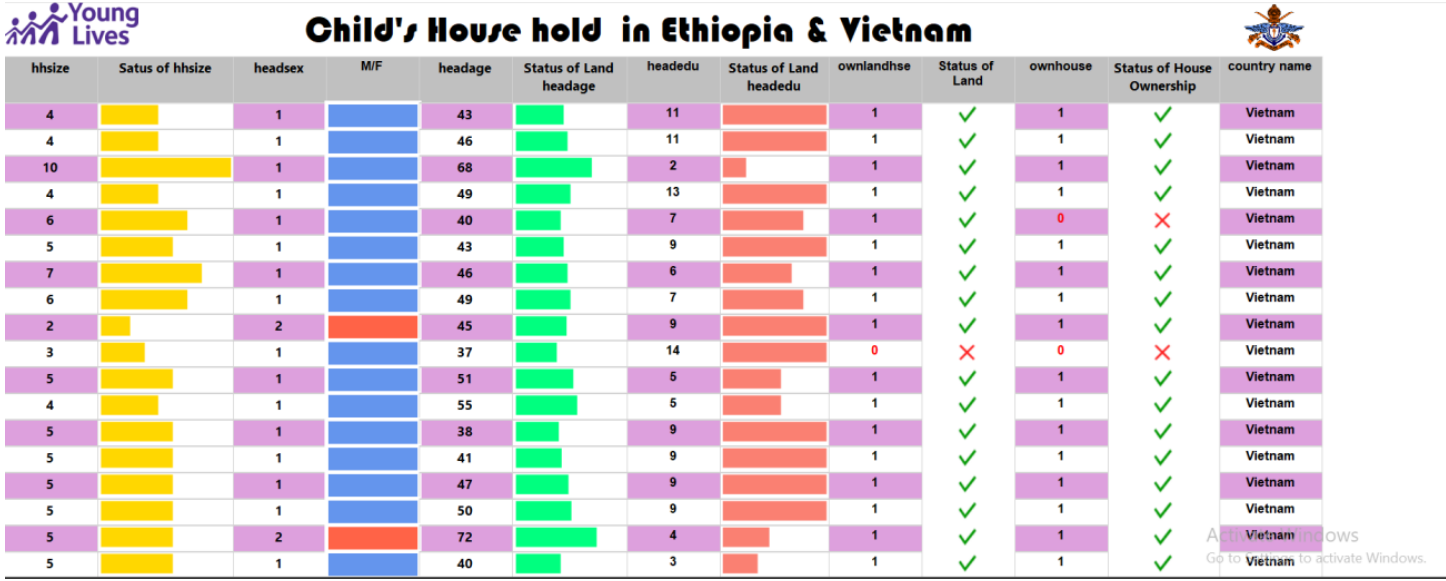 Young Lives
Child's House hold in Ethiopia & Vietnam
hhsize Satus of hhsize headsex M/F headage Status of Land headage headedu Status of Land headedu ownlandhse Status of Land ownhouse Status of House Ownership country name
4 1 43 11 1 1 Vietnam
4 1 46 11 1 1 Vietnam
10 1 68 2 1 1 Vietnam
4 1 49 13 1 1 Vietnam
6 1 40 7 1 0 Vietnam
5 1 43 9 1 1 Vietnam
7 1 46 6 1 1 Vietnam
6 1 49 7 1 1 Vietnam
2 2 45 9 1 1 Vietnam
3 1 37 14 0 0 Vietnam
5 1 51 5 1 1 Vietnam
4 1 55 5 1 1 Vietnam
5 1 38 9 1 1 Vietnam
5 1 41 9 1 1 Vietnam
5 1 47 9 1 1 Vietnam
5 1 50 9 1 1 Vietnam
5 2 72 4 1 1 Vietnam
5 1 40 3 1 1 Vietnam
Activate Windows
Go to Settings to activate Windows.